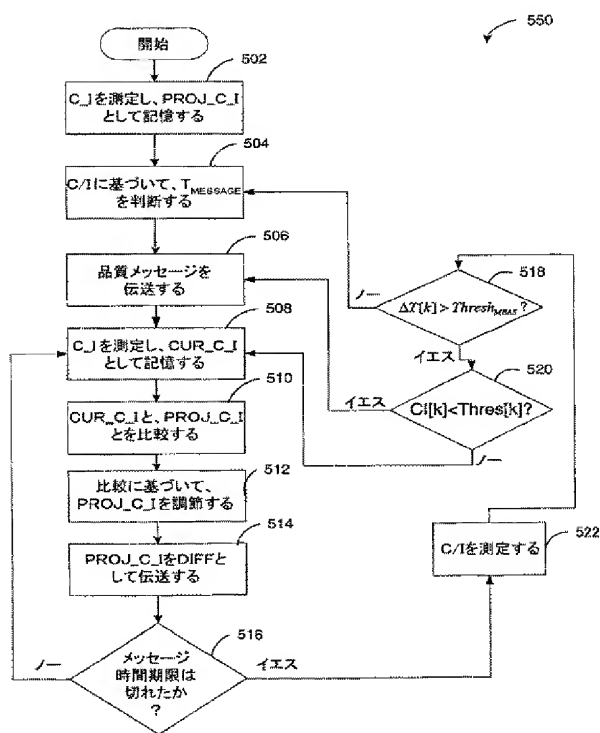 550
開始
502
C_Iを測定し、PROJ_C_I
として記憶する
504
C/Iに基づいて、TMESSAGE
を判断する
506
品質メッセージを
伝送する
508
C_Iを測定し、CUR_C_I
として記憶する
510
CUR_C_Iと、PROJ_C_I
とを比較する
512
比較に基づいて、
PROJ_C_Iを調節する
514
PROJ_C_IをDIFFと
して伝送する
516
メッセージ
時間期限は
切れたか
?
ノー
イエス
518
ΔT[k]>ThreshMEAS?
ノー
イエス
520
CI[k]<Thres[k]?
イエス
ノー
C/Iを測定する
522